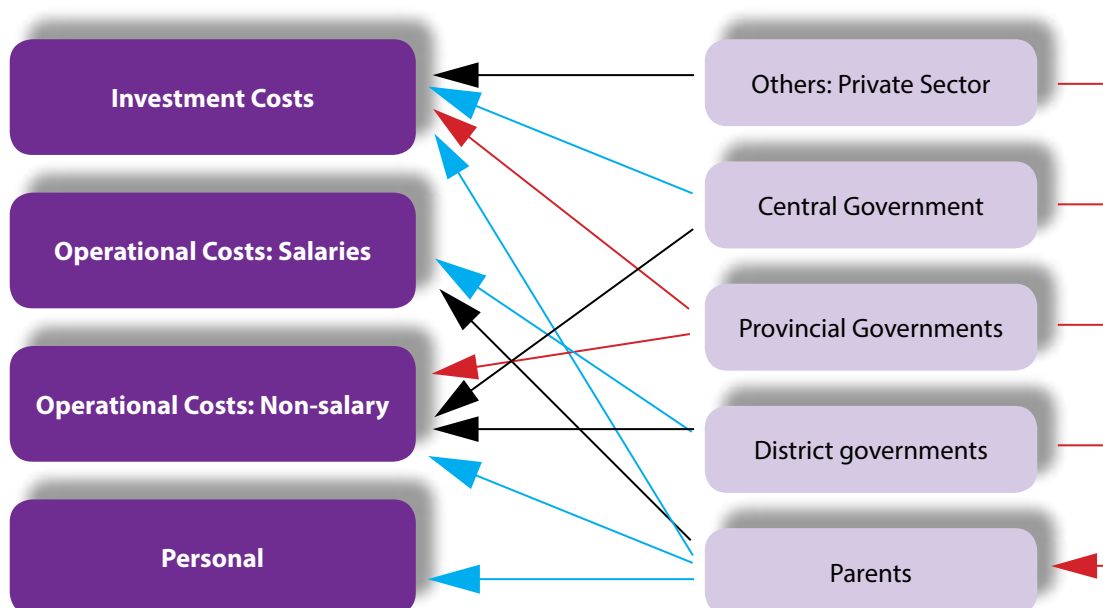 Investment Costs
Operational Costs: Salaries
Operational Costs: Non-salary
Personal
Others: Private Sector
Central Government
Provincial Governments
District governments
Parents